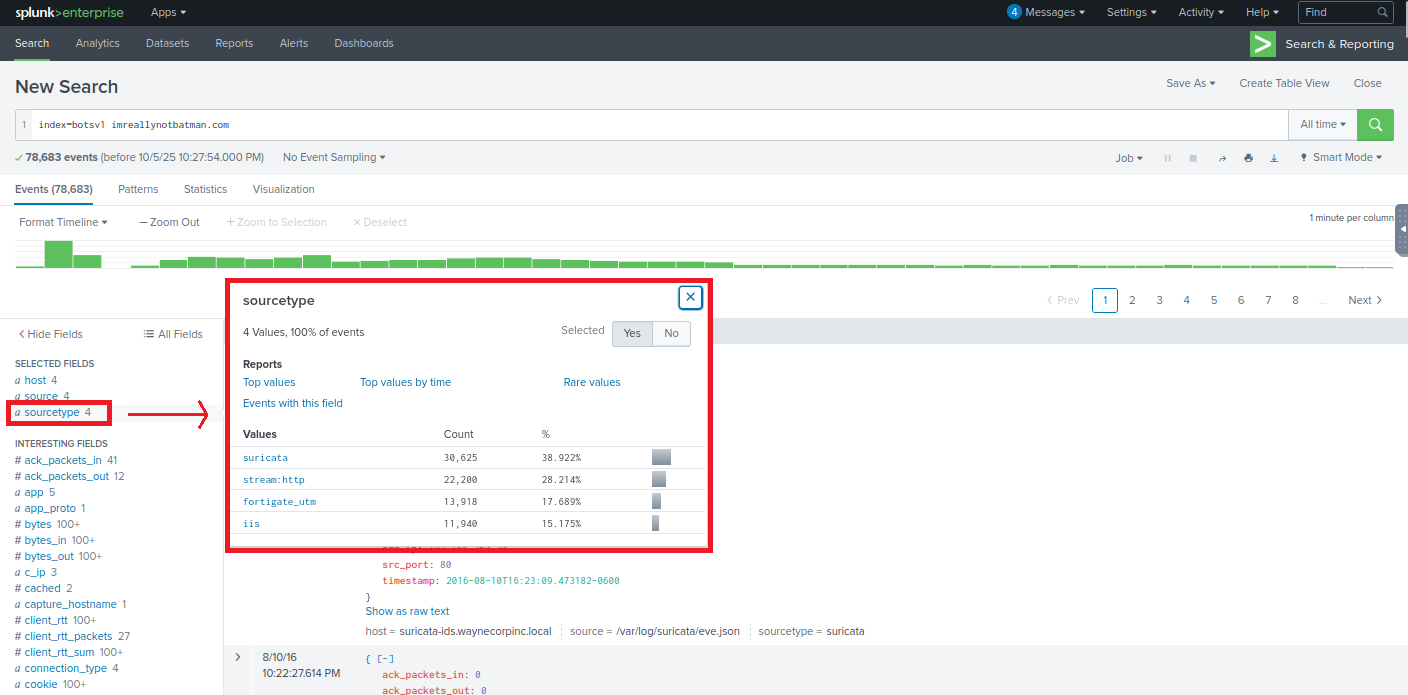 splunk>enterprise Apps 4 Messages Settings Activity Help Find
Search Analytics Datasets Reports Alerts Dashboards Search & Reporting
New Search Save As Create Table View Close
1 index=botsv1 imreallynotbatman.com All time
78,683 events (before 10/5/25 10:27:54.000 PM) No Event Sampling Job Smart Mode
Events (78,683) Patterns Statistics Visualization
Format Timeline — Zoom Out + Zoom to Selection × Deselect 1 minute per column
< Prev 1 2 3 4 5 6 7 8 ... Next >
< Hide Fields All Fields
SELECTED FIELDS
a host 4
a source 4
a sourcetype 4
INTERESTING FIELDS
# ack_packets_in 41
# ack_packets_out 12
a app 5
a app_proto 1
# bytes 100+
# bytes_in 100+
# bytes_out 100+
a c_ip 3
# cached 2
a capture_hostname 1
# client_rtt 100+
# client_rtt_packets 27
# client_rtt_sum 100+
a connection_type 4
a cookie 100+
sourcetype
4 Values, 100% of events Selected Yes No
Reports
Top values Top values by time Rare values
Events with this field
Values Count %
suricata 30,625 38.922%
stream:http 22,200 28.214%
fortigate_utm 13,918 17.689%
iis 11,940 15.175%
src_port: 80
timestamp: 2016-08-10T16:23:09.473182-0600
}
Show as raw text
host = suricata-ids.waynecorpinc.local source = /var/log/suricata/eve.json sourcetype = suricata
> 8/10/16 { [-]
10:22:27.614 PM ack_packets_in: 0
ack_packets_out: 0